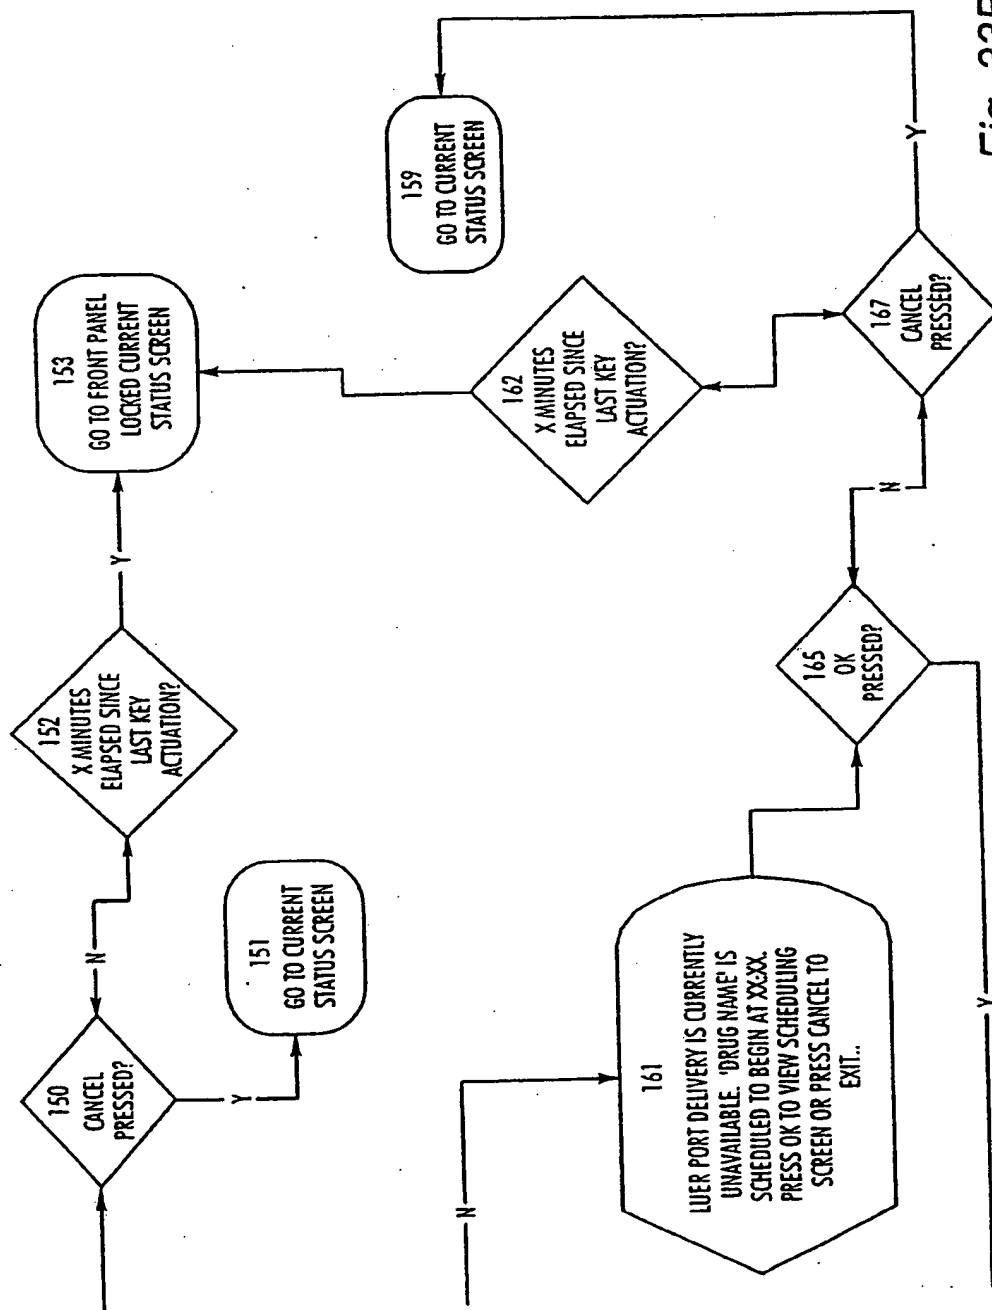 153
GO TO FRONT PANEL
LOCKED CURRENT
STATUS SCREEN
159
GO TO CURRENT
STATUS SCREEN
Y
152
X MINUTES
ELAPSED SINCE
LAST KEY
ACTUATION?
162
X MINUTES
ELAPSED SINCE
LAST KEY
ACTUATION?
Y
Fig.
167
CANCEL
PRESSED?
N
165
OK
PRESSED?
N
151
GO TO CURRENT
STATUS SCREEN
150
CANCEL
PRESSED?
Y
N
161
LUER PORT DELIVERY IS CURRENTLY
UNAVAILABLE. 'DRUG NAME' IS
SCHEDULED TO BEGIN AT XX:XX.
PRESS OK TO VIEW SCHEDULING
SCREEN OR PRESS CANCEL TO
EXIT..
Y